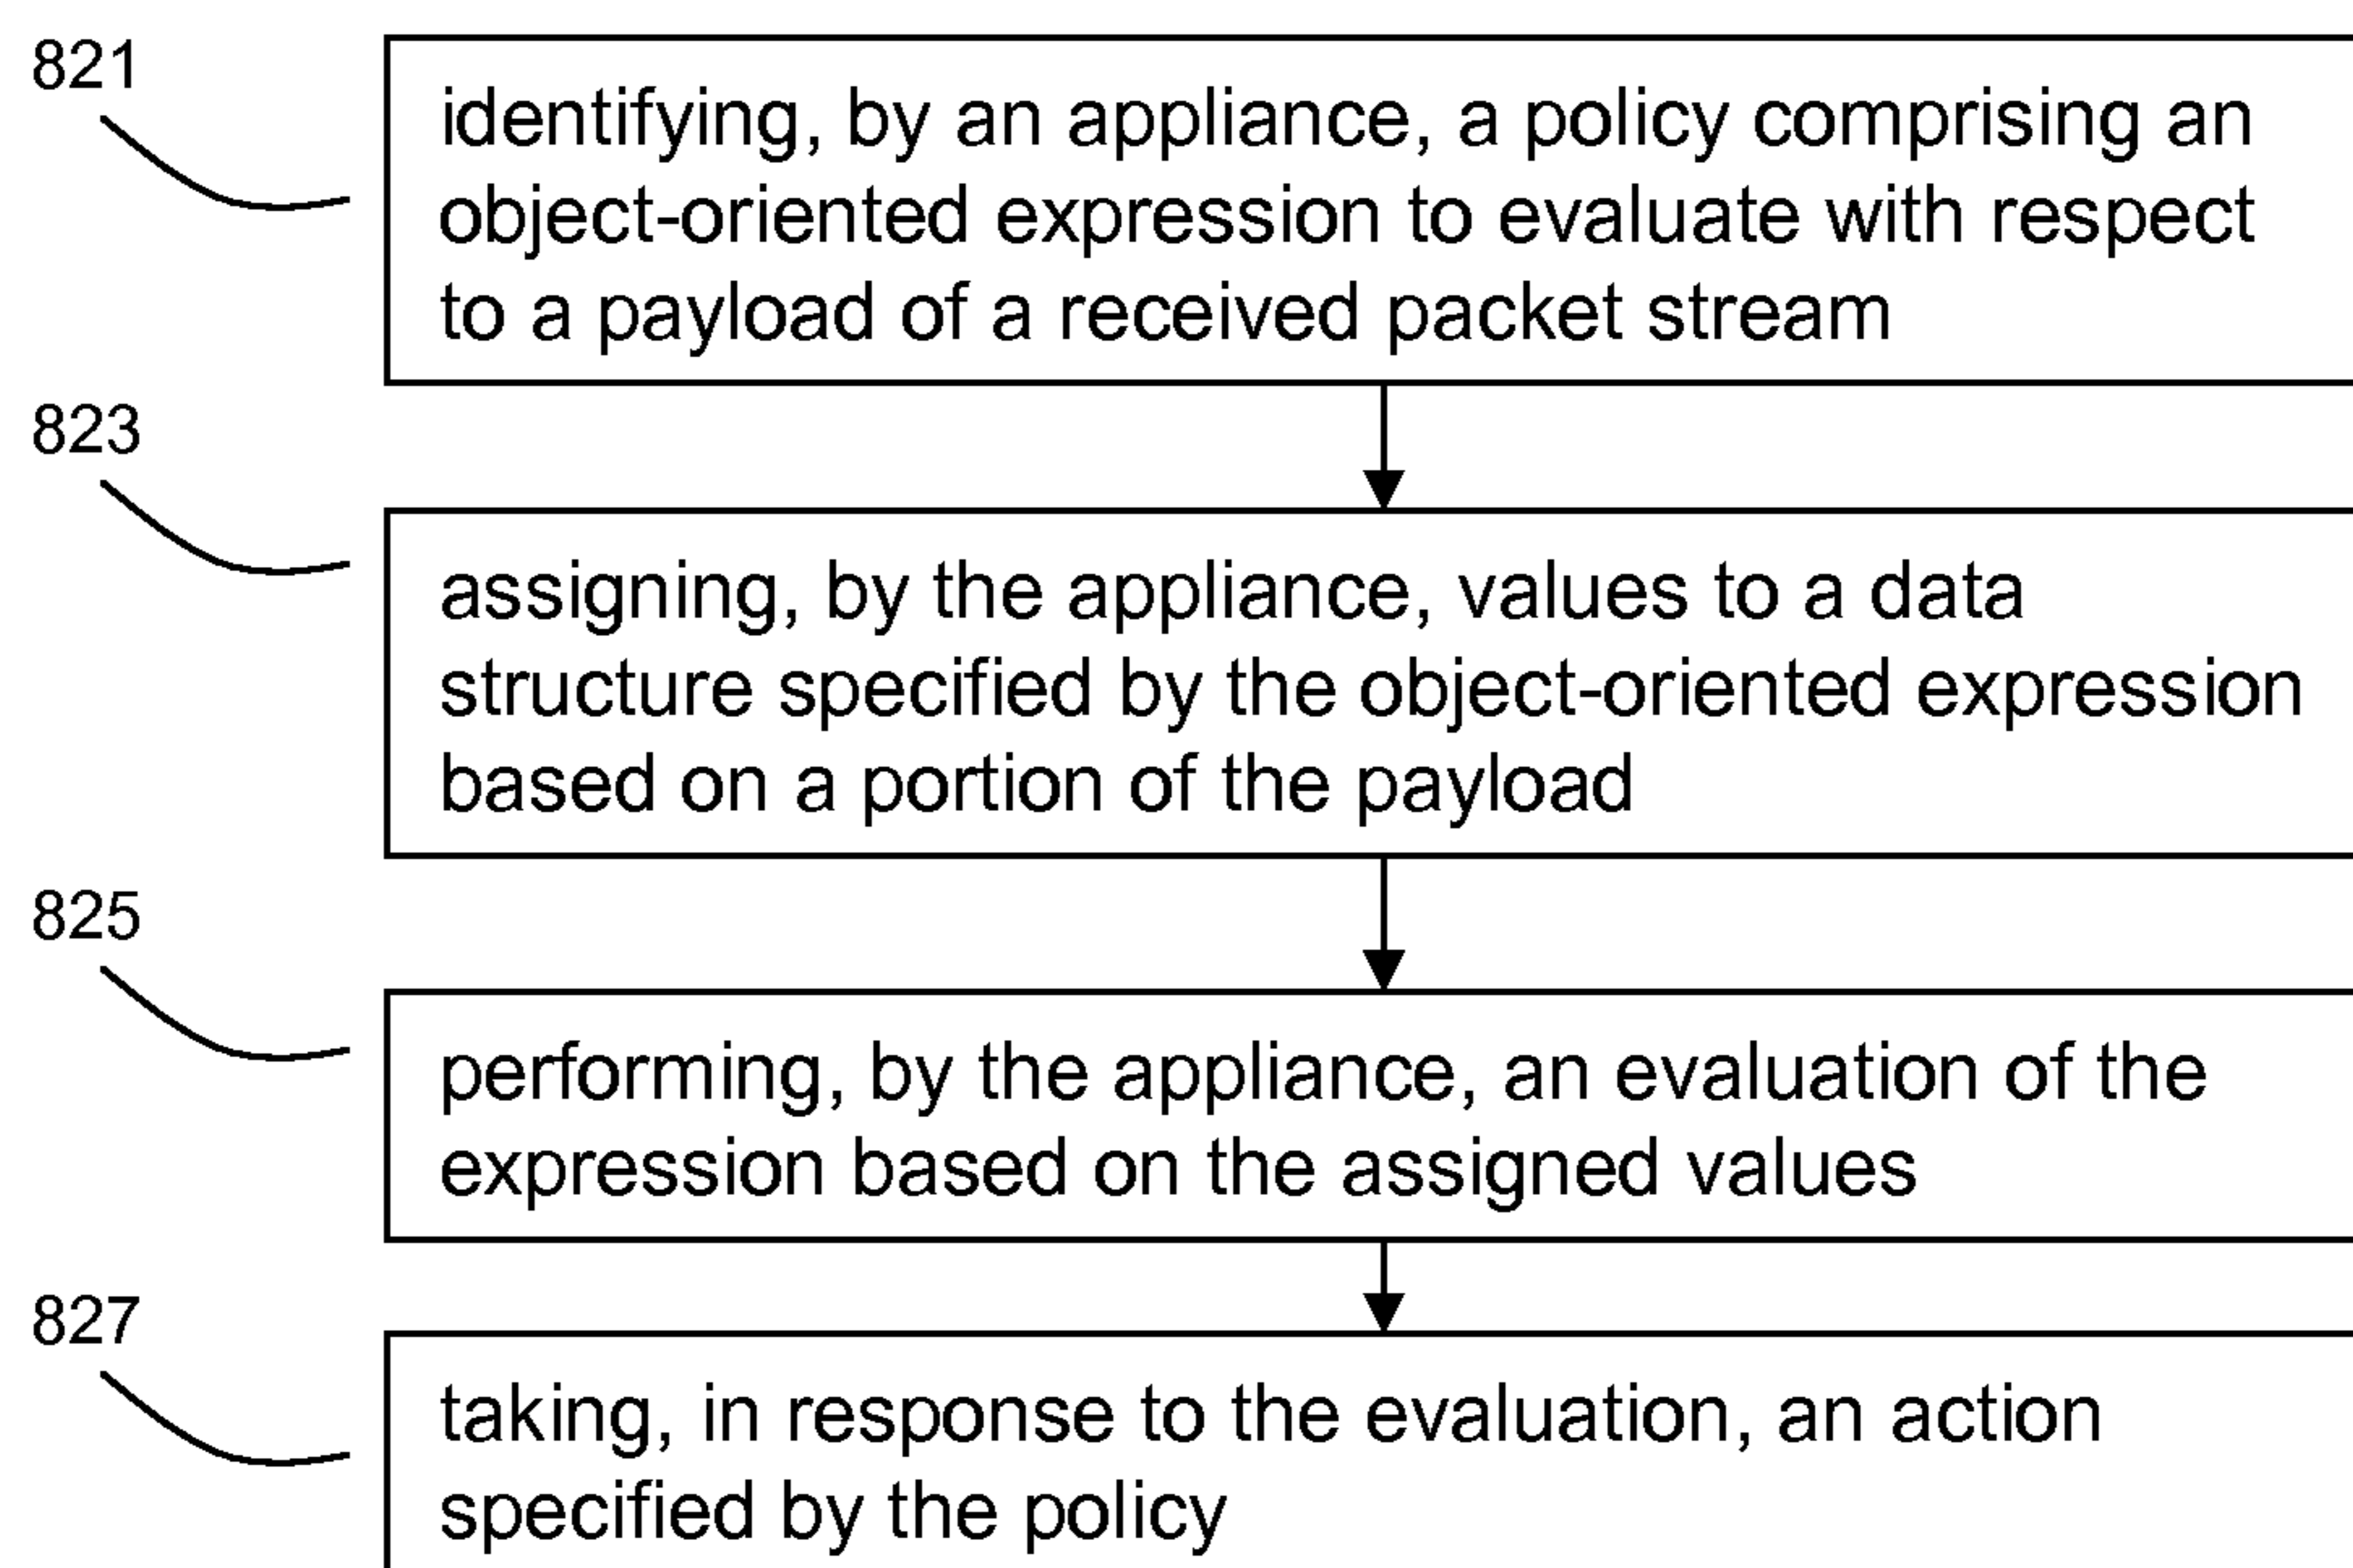 821
identifying, by an appliance, a policy comprising an
object-oriented expression to evaluate with respect
to a payload of a received packet stream
823
assigning, by the appliance, values to a data
structure specified by the object-oriented expression
based on a portion of the payload
825
performing, by the appliance, an evaluation of the
expression based on the assigned values
827
taking, in response to the evaluation, an action
specified by the policy